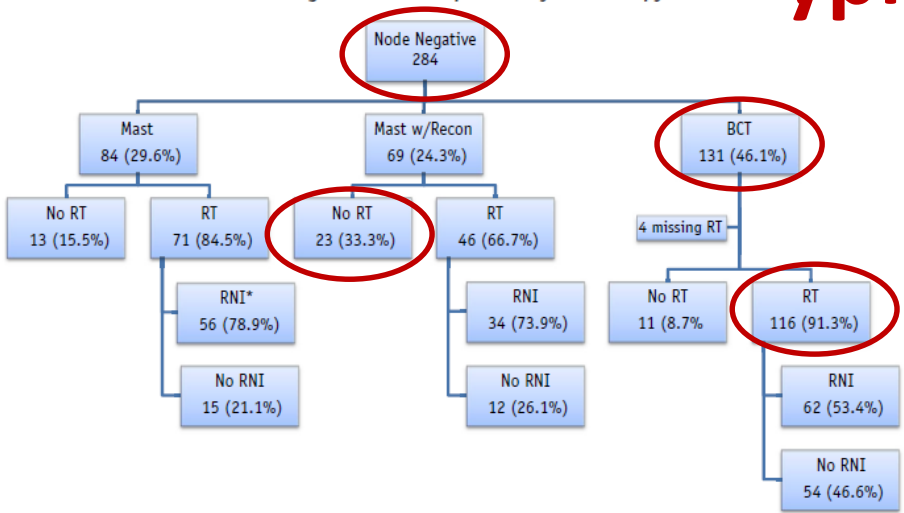 Node Negative
284
Mast
84 (29.6%)
Mast w/Recon
69 (24.3%)
BCT
131 (46.1%)
No RT
13 (15.5%)
RT
71 (84.5%)
No RT
23 (33.3%)
RT
46 (66.7%)
4 missing RT
RNI*
56 (78.9%)
RNI
34 (73.9%)
No RT
11 (8.7%
RT
116 (91.3%)
No RNI
15 (21.1%)
No RNI
12 (26.1%)
RNI
62 (53.4%)
No RNI
54 (46.6%)